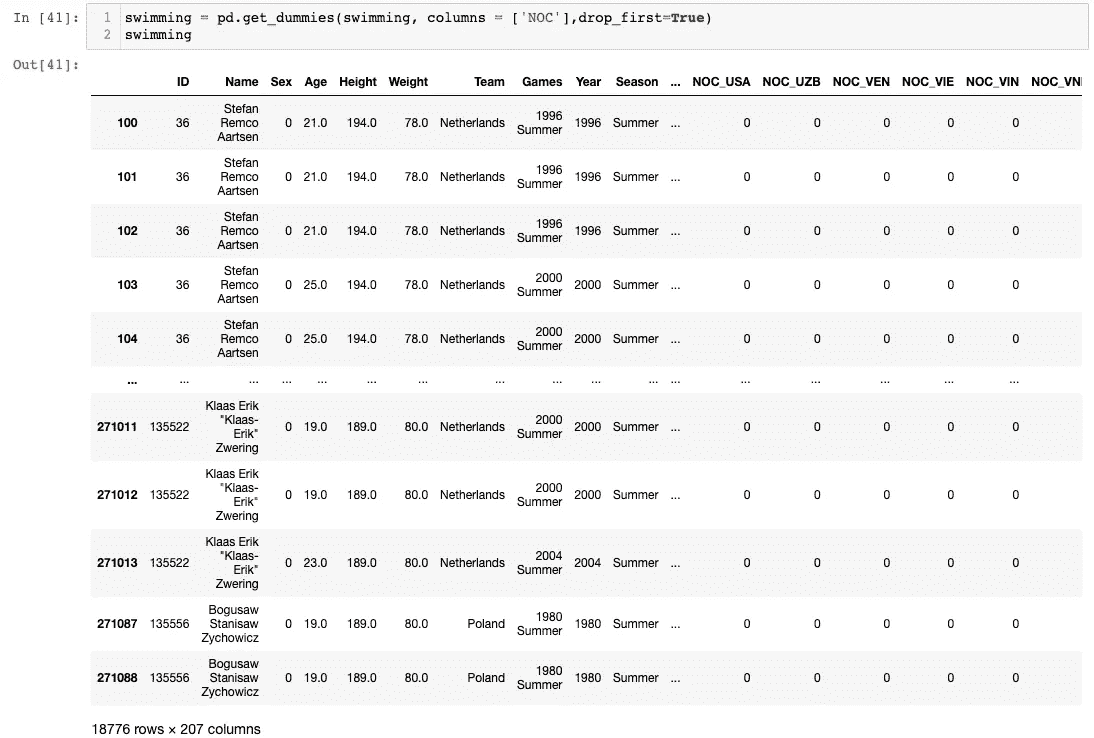 In [41]: 1 swimming = pd.get_dummies(swimming, columns = ['NOC'],drop_first=True)
2 swimming
Out[41]:
ID Name Sex Age Height Weight Team Games Year Season ... NOC_USA NOC_UZB NOC_VEN NOC_VIE NOC_VIN NOC_VNI
100 36 Stefan Remco Aartsen 0 21.0 194.0 78.0 Netherlands 1996 Summer 1996 Summer ... 0 0 0 0 0
101 36 Stefan Remco Aartsen 0 21.0 194.0 78.0 Netherlands 1996 Summer 1996 Summer ... 0 0 0 0 0
102 36 Stefan Remco Aartsen 0 21.0 194.0 78.0 Netherlands 1996 Summer 1996 Summer ... 0 0 0 0 0
103 36 Stefan Remco Aartsen 0 25.0 194.0 78.0 Netherlands 2000 Summer 2000 Summer ... 0 0 0 0 0
104 36 Stefan Remco Aartsen 0 25.0 194.0 78.0 Netherlands 2000 Summer 2000 Summer ... 0 0 0 0 0
... ... ... ... ... ... ... ... ... ... ... ... ... ... ... ... ...
271011 135522 Klaas Erik "Klaas-Erik" Zwering 0 19.0 189.0 80.0 Netherlands 2000 Summer 2000 Summer ... 0 0 0 0 0
271012 135522 Klaas Erik "Klaas-Erik" Zwering 0 19.0 189.0 80.0 Netherlands 2000 Summer 2000 Summer ... 0 0 0 0 0
271013 135522 Klaas Erik "Klaas-Erik" Zwering 0 23.0 189.0 80.0 Netherlands 2004 Summer 2004 Summer ... 0 0 0 0 0
271087 135556 Bogusaw Stanisaw Zychowicz 0 19.0 189.0 80.0 Poland 1980 Summer 1980 Summer ... 0 0 0 0 0
271088 135556 Bogusaw Stanisaw Zychowicz 0 19.0 189.0 80.0 Poland 1980 Summer 1980 Summer ... 0 0 0 0 0
18776 rows × 207 columns